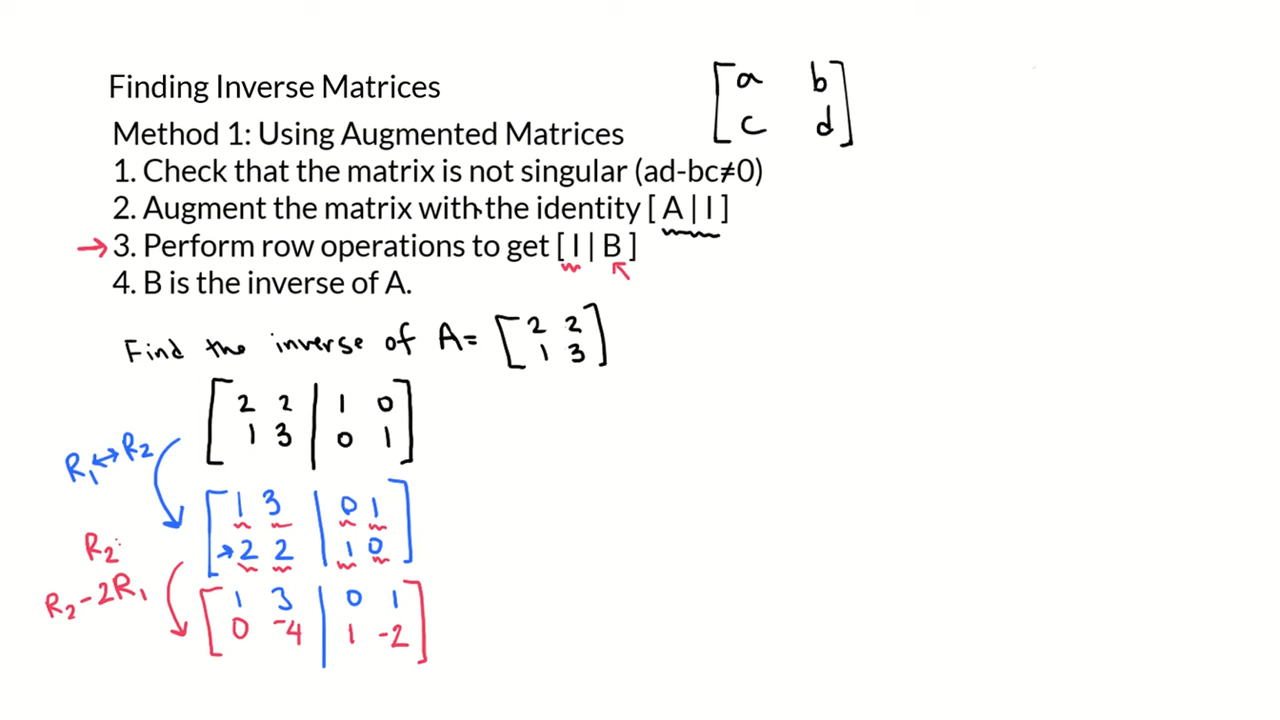 Finding Inverse Matrices
[a b
c d]
Method 1: Using Augmented Matrices
1. Check that the matrix is not singular (ad-bc≠0)
2. Augment the matrix with the identity [ A | I ]
→ 3. Perform row operations to get [ I | B ]
4. B is the inverse of A.
Find the inverse of A= [2 2
1 3]
[2 2 | 1 0
1 3 | 0 1]
R1↔R2
[1 3 | 0 1
→2 2 | 1 0]
R2:
R2-2R1
[1 3 | 0 1
0 -4 | 1 -2]